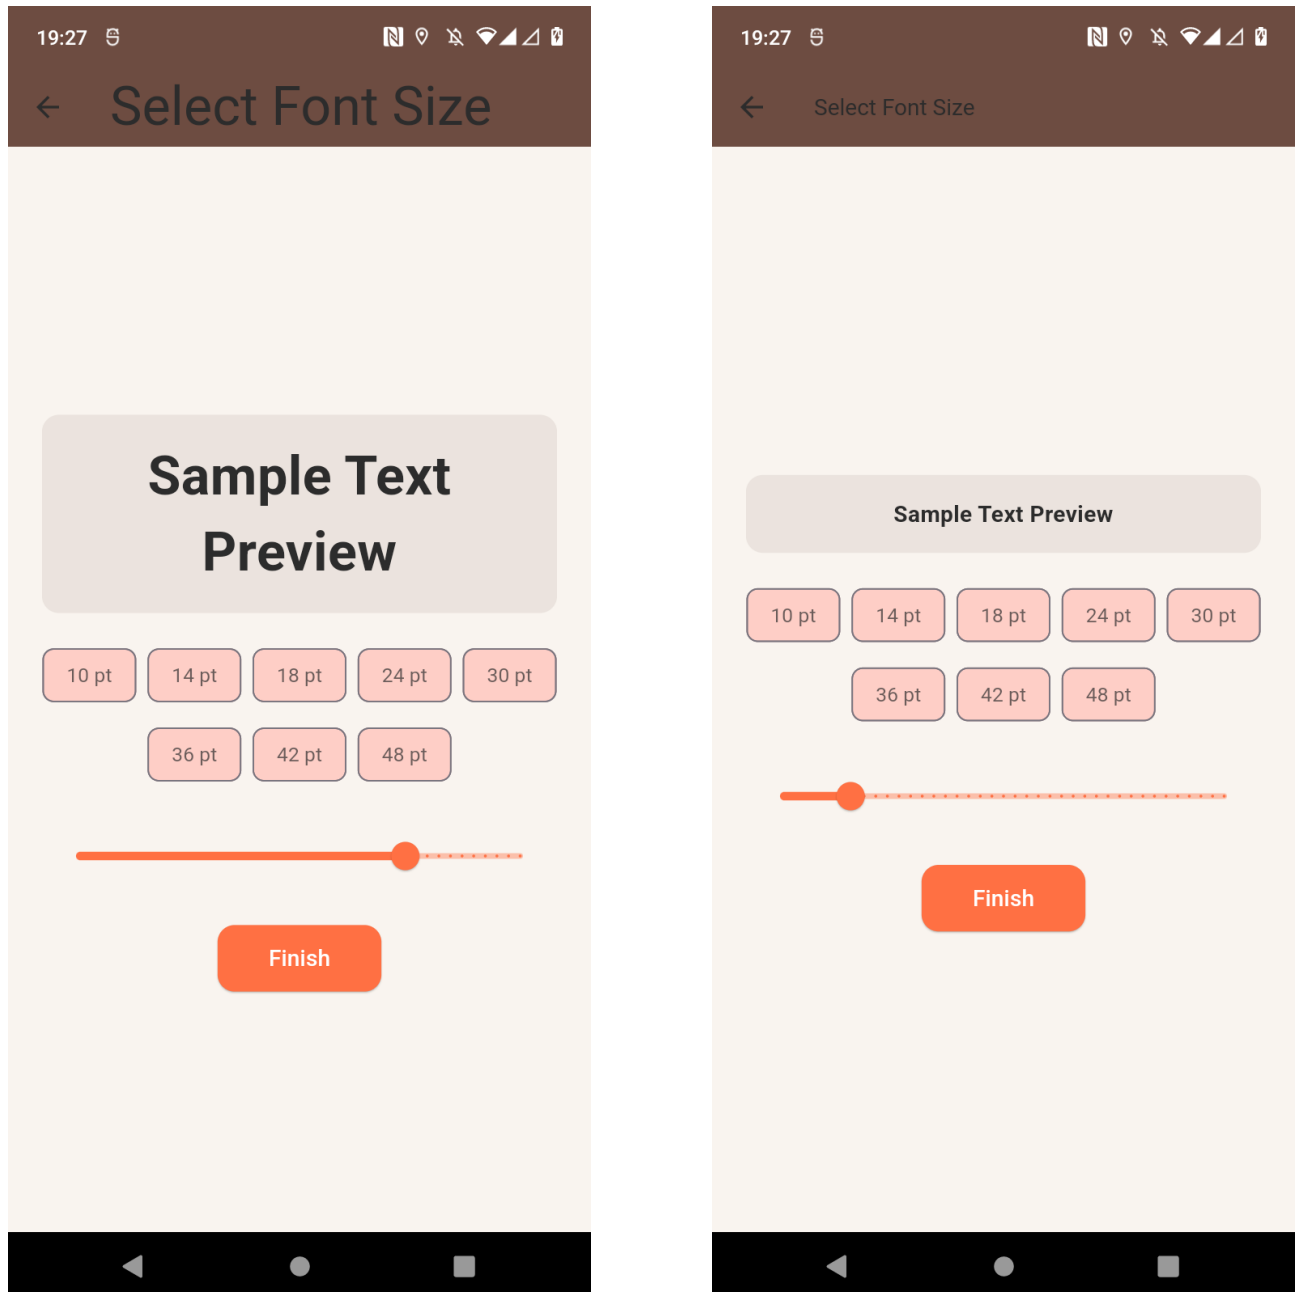 19:27
Select Font Size
Sample Text
Preview
10 pt 14 pt 18 pt 24 pt 30 pt
36 pt 42 pt 48 pt
Finish
19:27
Select Font Size
Sample Text Preview
10 pt 14 pt 18 pt 24 pt 30 pt
36 pt 42 pt 48 pt
Finish